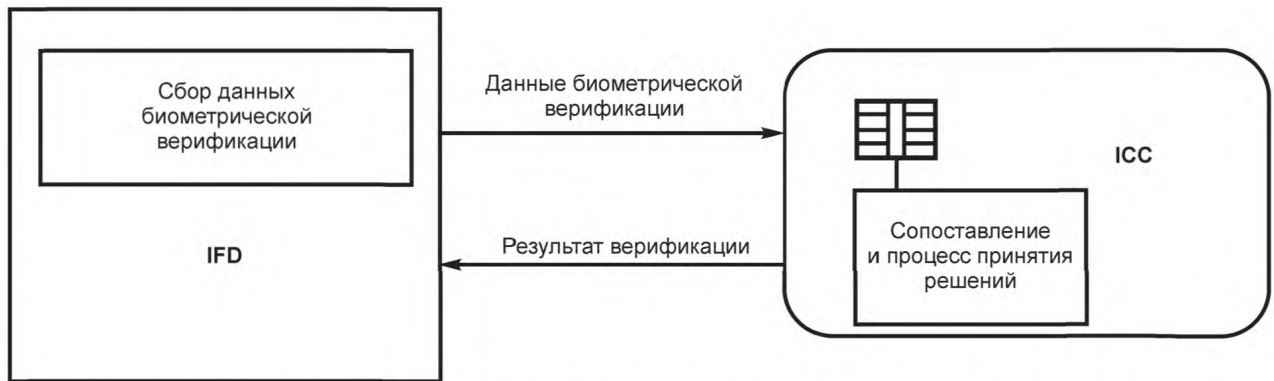 Сбор данных
биометрической
верификации
IFD
Данные биометрической
верификации
Результат верификации
ICC
Сопоставление
и процесс принятия
решений